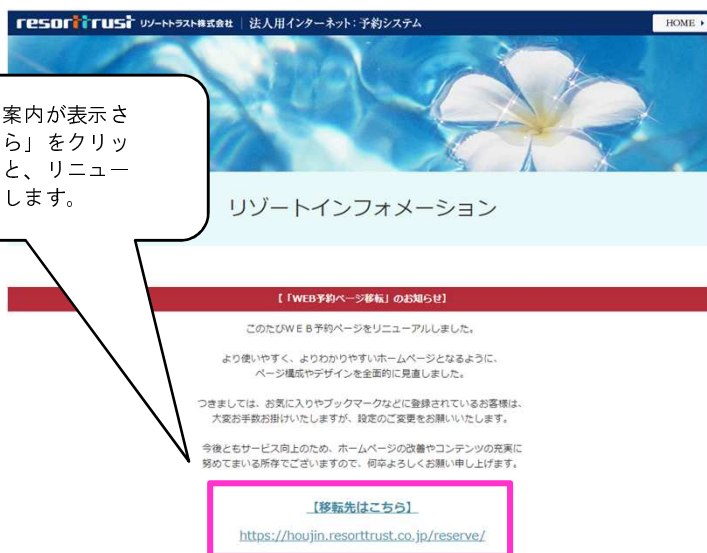 resorttrust リゾートトラスト株式会社 | 法人用インターネット：予約システム
HOME
案内が表示さ
ら」をクリッ
と、リニュー
します。
リゾートインフォメーション
【「WEB予約ページ移転」のお知らせ】
このたびＷＥＢ予約ページをリニューアルしました。
より使いやすく、よりわかりやすいホームページとなるように、
ページ構成やデザインを全面的に見直しました。
つきましては、お気に入りやブックマークなどに登録されているお客様は、
大変お手数お掛けいたしますが、設定のご変更をお願いいたします。
今後ともサービス向上のため、ホームページの改善やコンテンツの充実に
努めてまいる所存でございますので、何卒よろしくお願い申し上げます。
【移転先はこちら】
https://houjin.resorttrust.co.jp/reserve/